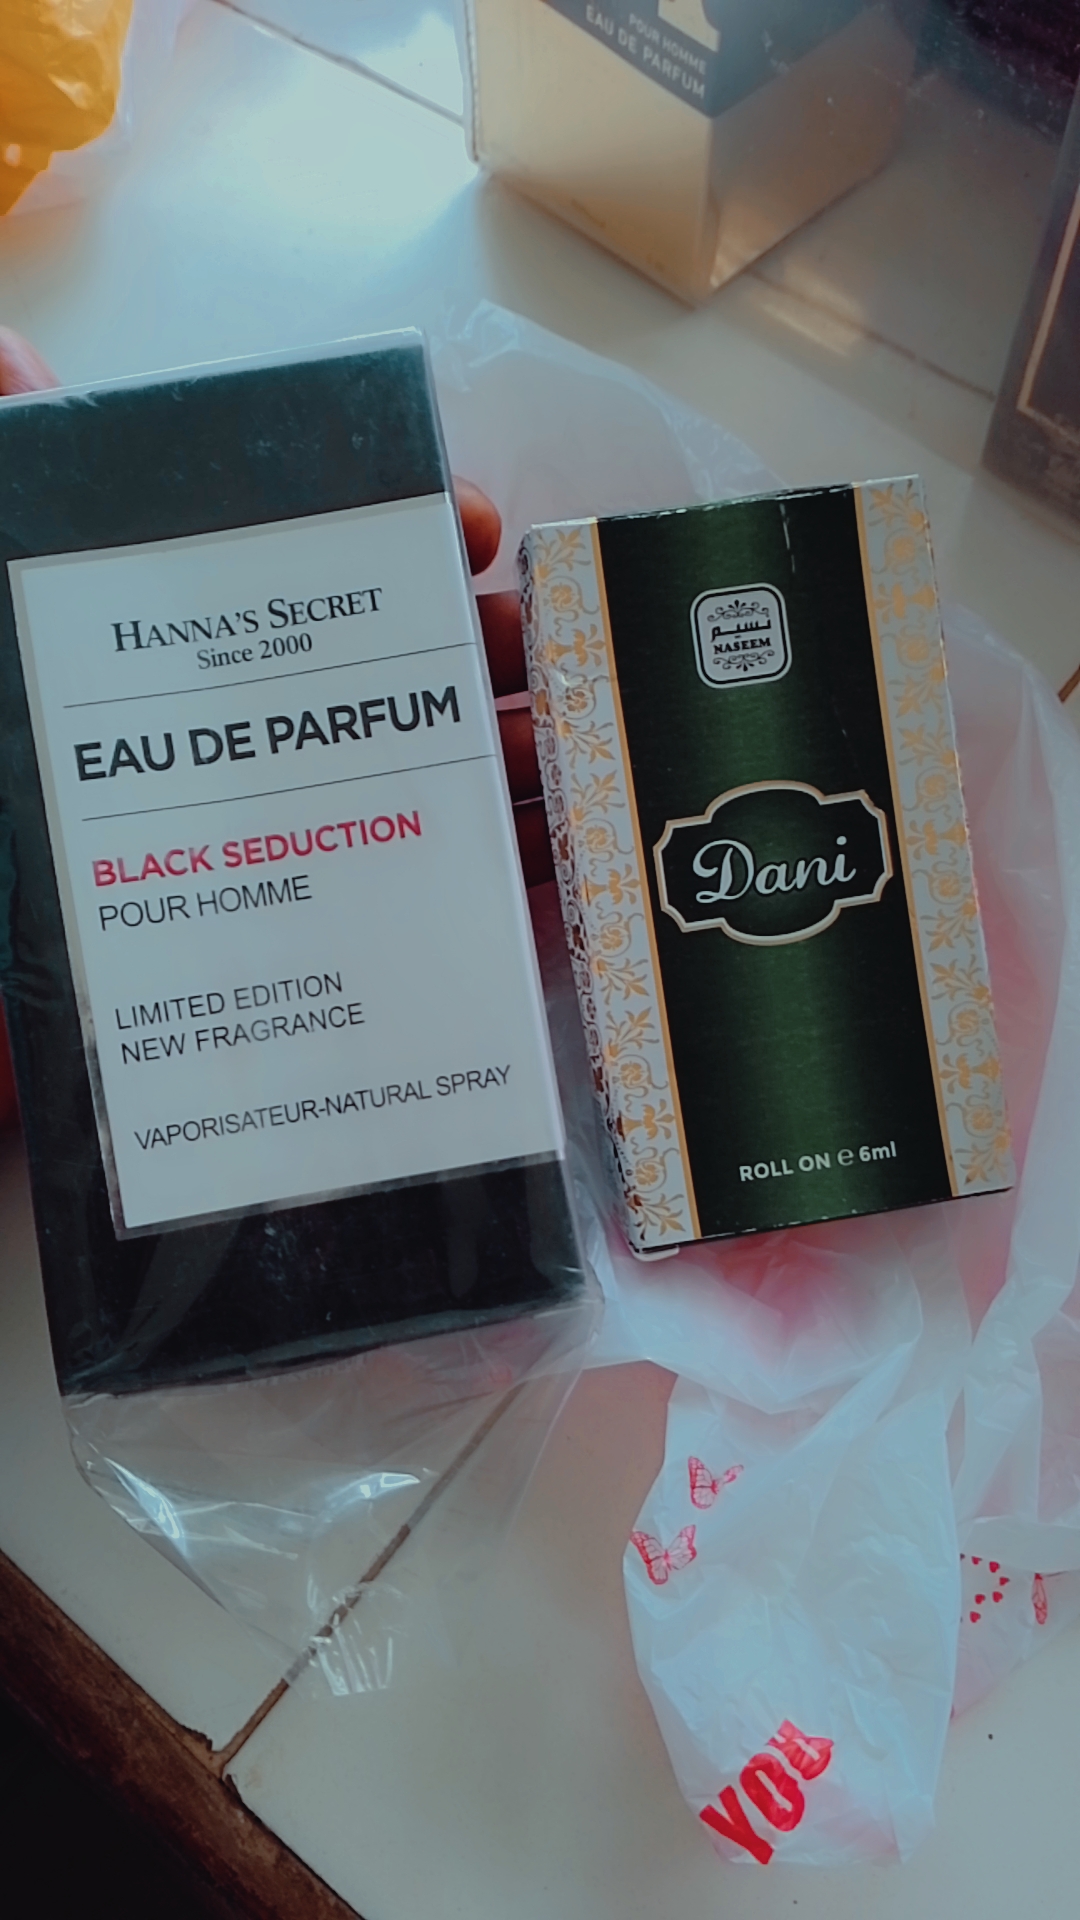 POUR HOMME
EAU DE PARFUM
HANNA'S SECRET
Since 2000
EAU DE PARFUM
BLACK SEDUCTION
POUR HOMME
LIMITED EDITION
NEW FRAGRANCE
VAPORISATEUR-NATURAL SPRAY
نسيم
NASEEM
Dani
ROLL ON ℮ 6ml
YOU